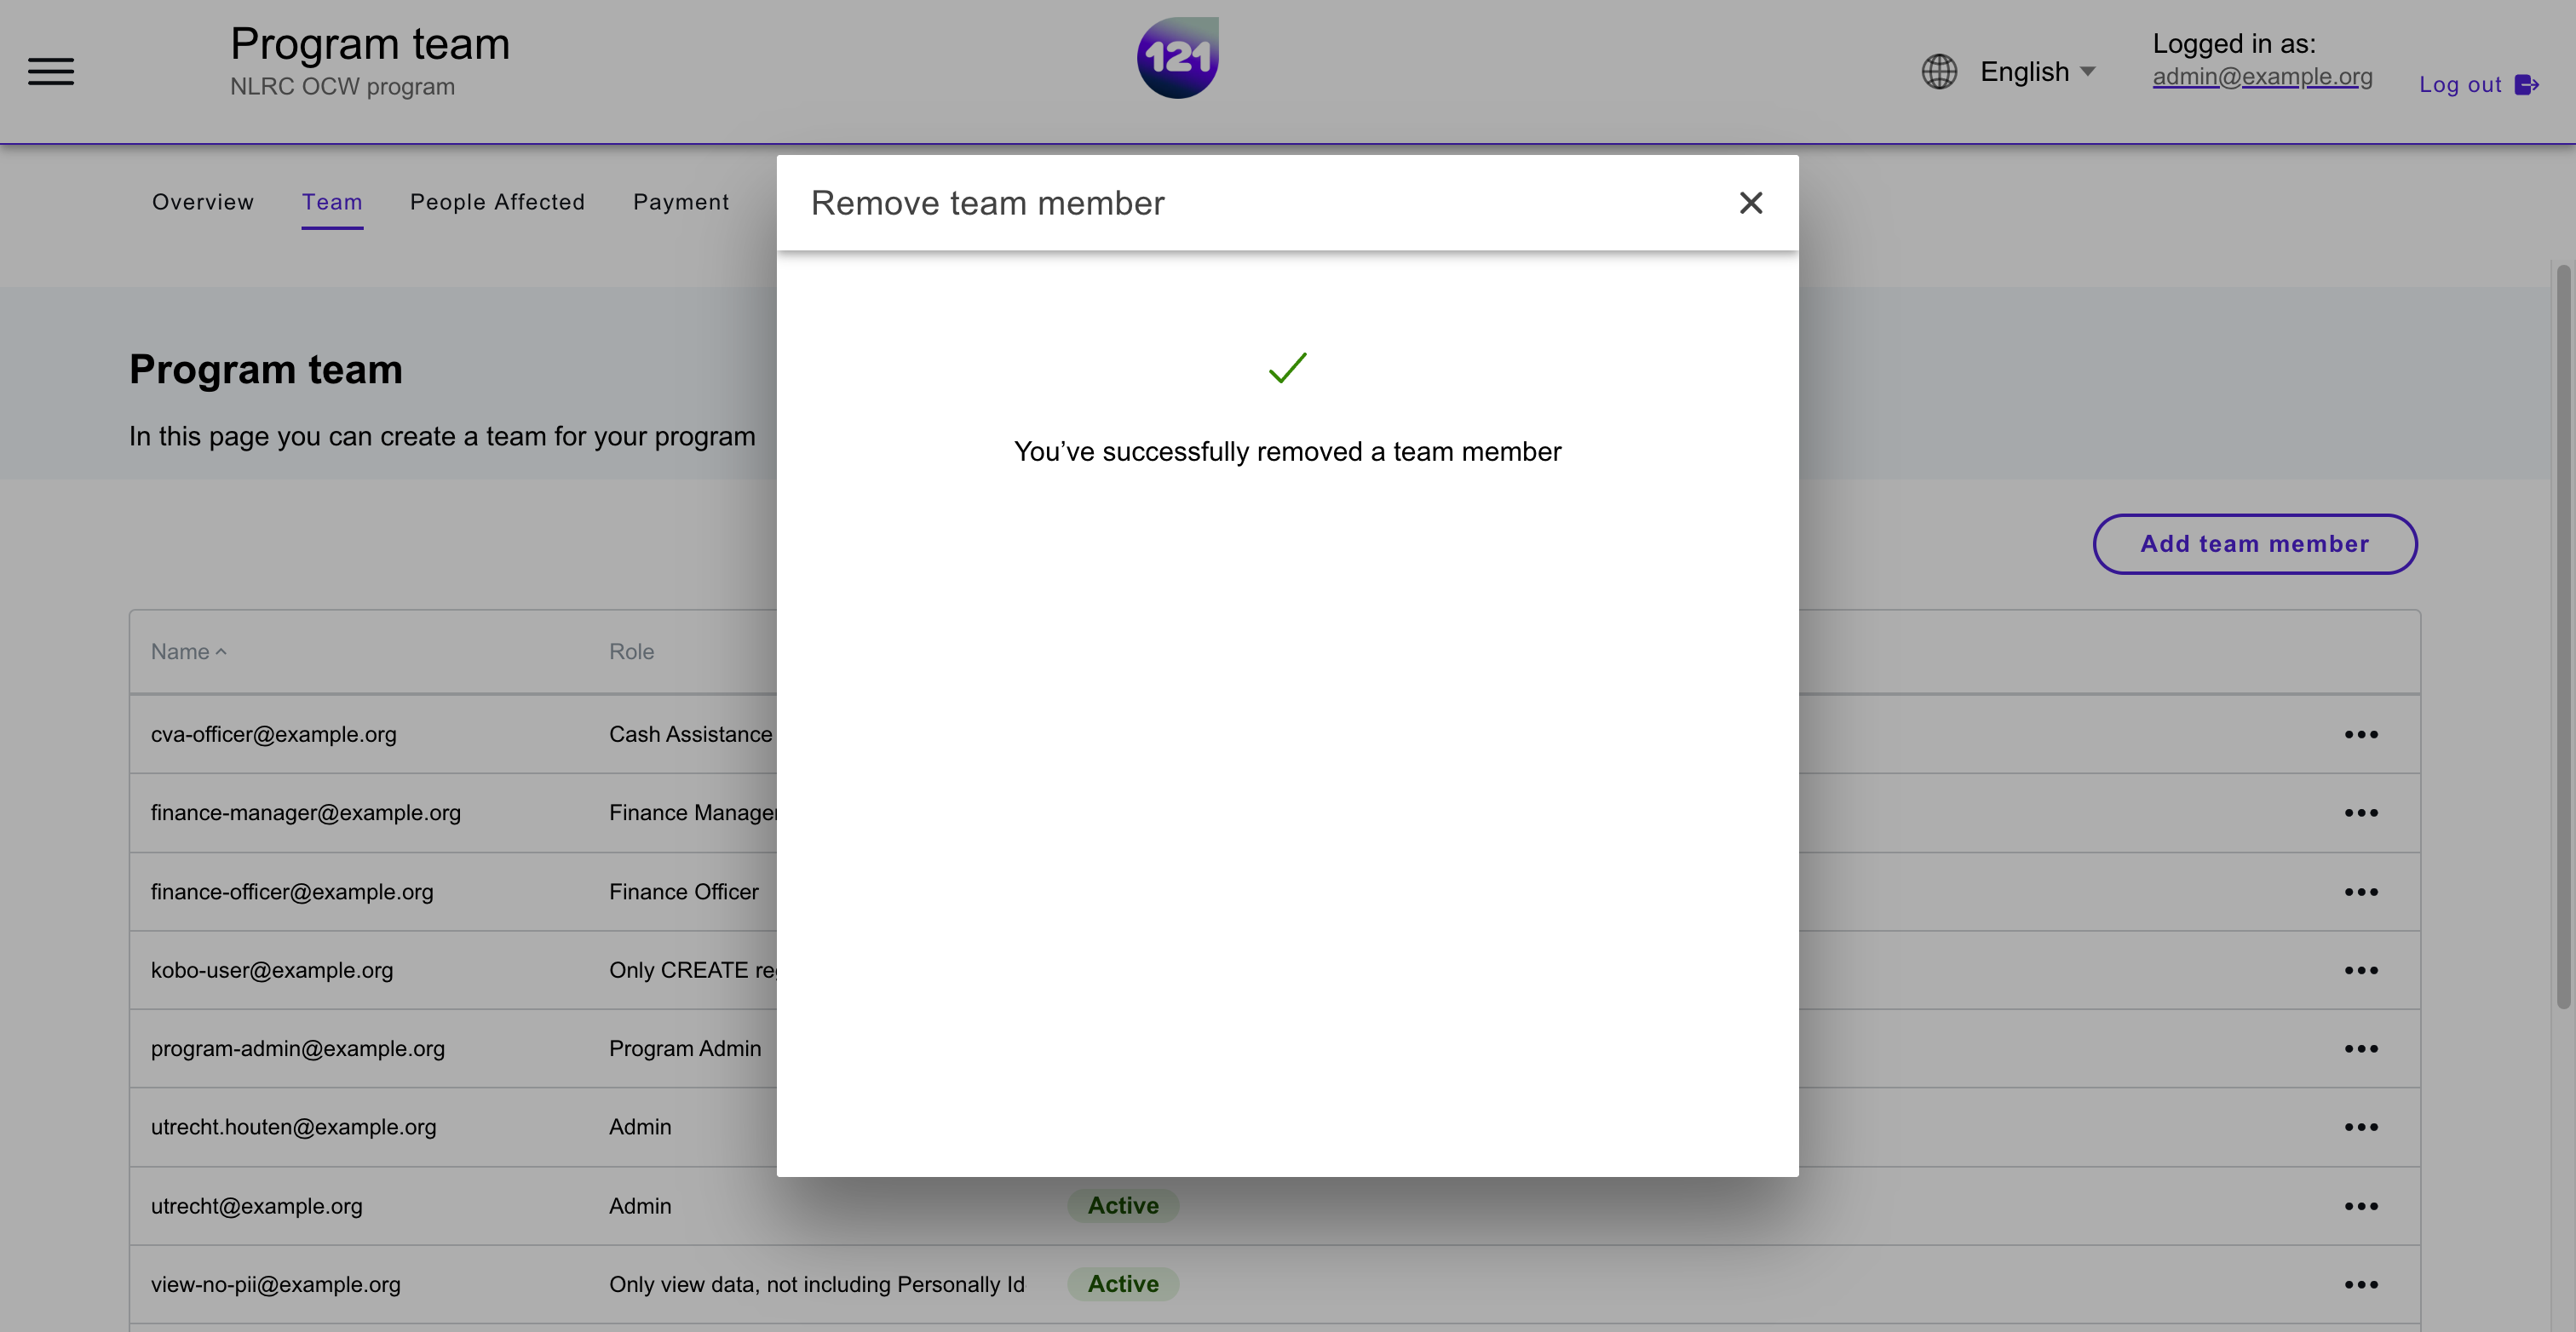 Program team
NLRC OCW program
121
English
Logged in as:
admin@example.org
Log out
Overview
Team
People Affected
Payment
Remove team member
Program team
In this page you can create a team for your program
You’ve successfully removed a team member
Add team member
Name
Role
cva-officer@example.org
Cash Assistance
finance-manager@example.org
Finance Manager
finance-officer@example.org
Finance Officer
kobo-user@example.org
Only CREATE
program-admin@example.org
Program Admin
utrecht.houten@example.org
Admin
utrecht@example.org
Admin
Active
view-no-pii@example.org
Only view data, not including Personally Id
Active